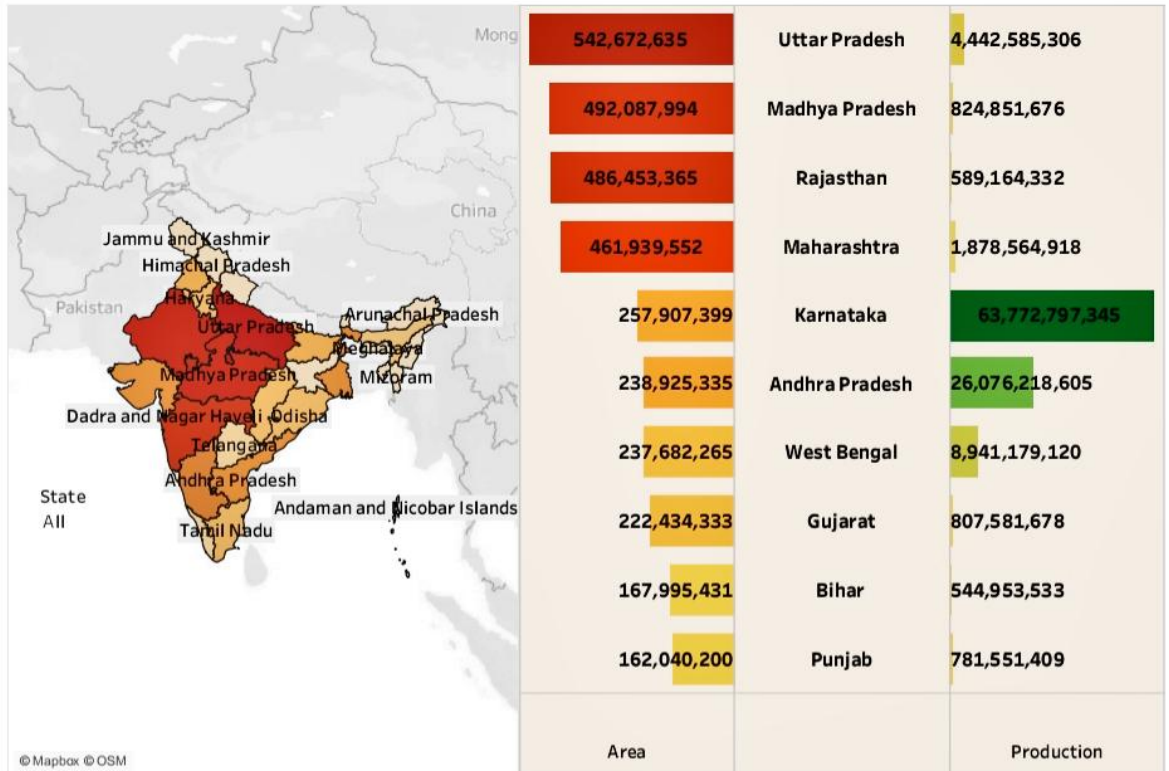 Mong
China
Pakistan
Jammu and Kashmir
Himachal Pradesh
Haryana
Uttar Pradesh
Arunachal Pradesh
Meghalaya
Madhya Pradesh
Mizoram
Dadra and Nagar Haveli
Odisha
Telangana
Andhra Pradesh
Andaman and Nicobar Islands
Tamil Nadu
State
All
© Mapbox © OSM
542,672,635 Uttar Pradesh 4,442,585,306
492,087,994 Madhya Pradesh 824,851,676
486,453,365 Rajasthan 589,164,332
461,939,552 Maharashtra 1,878,564,918
257,907,399 Karnataka 63,772,797,345
238,925,335 Andhra Pradesh 26,076,218,605
237,682,265 West Bengal 8,941,179,120
222,434,333 Gujarat 807,581,678
167,995,431 Bihar 544,953,533
162,040,200 Punjab 781,551,409
Area Production